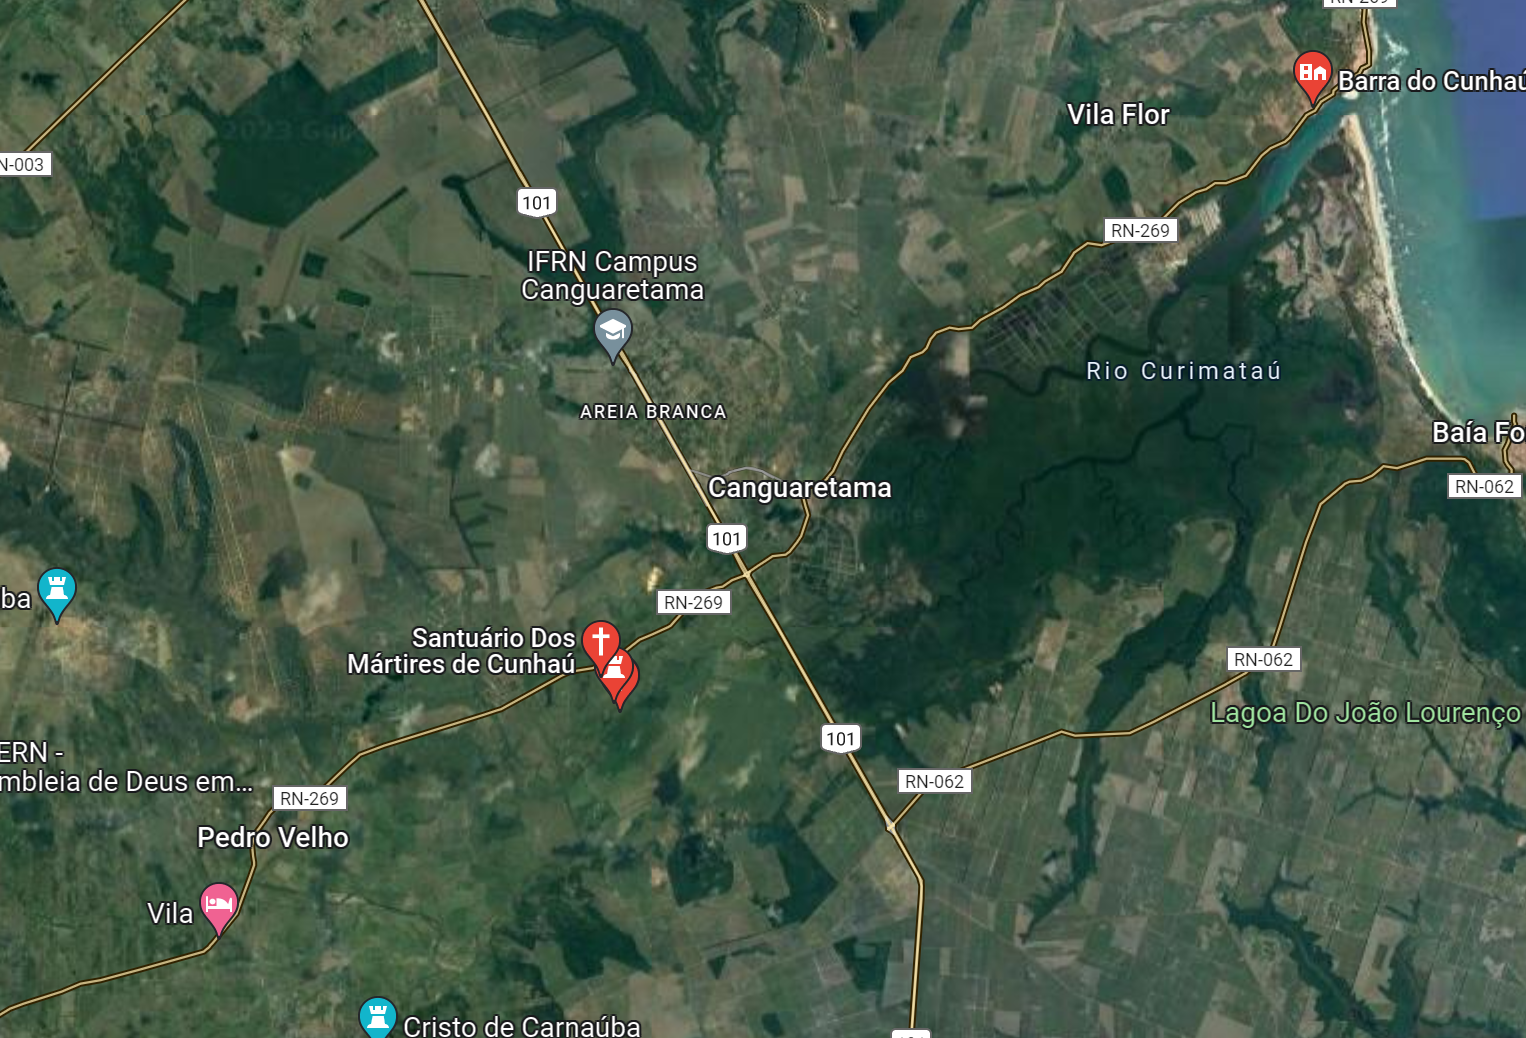 RN-269
Barra do Cunhaú
Vila Flor
N-003
101
RN-269
IFRN Campus
Canguaretama
Rio Curimataú
AREIA BRANCA
Baía Fo
RN-062
Canguaretama
101
ba
RN-269
Santuário Dos
Mártires de Cunhaú
RN-062
Lagoa Do João Lourenço
101
ERN -
mbleia de Deus em...
RN-062
RN-269
Pedro Velho
Vila
Cristo de Carnaúba